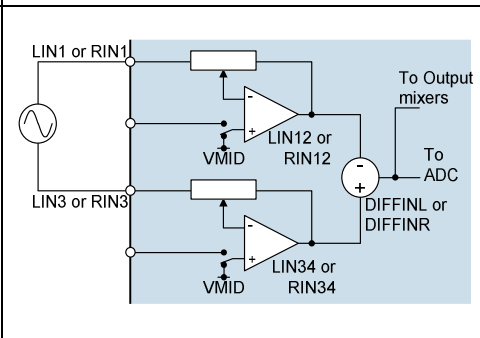 LIN1 or RIN1
To Output
mixers
-
+
LIN12 or
RIN12
VMID
To
ADC
-
+
LIN3 or RIN3
DIFFINL or
DIFFINR
-
+
LIN34 or
RIN34
VMID